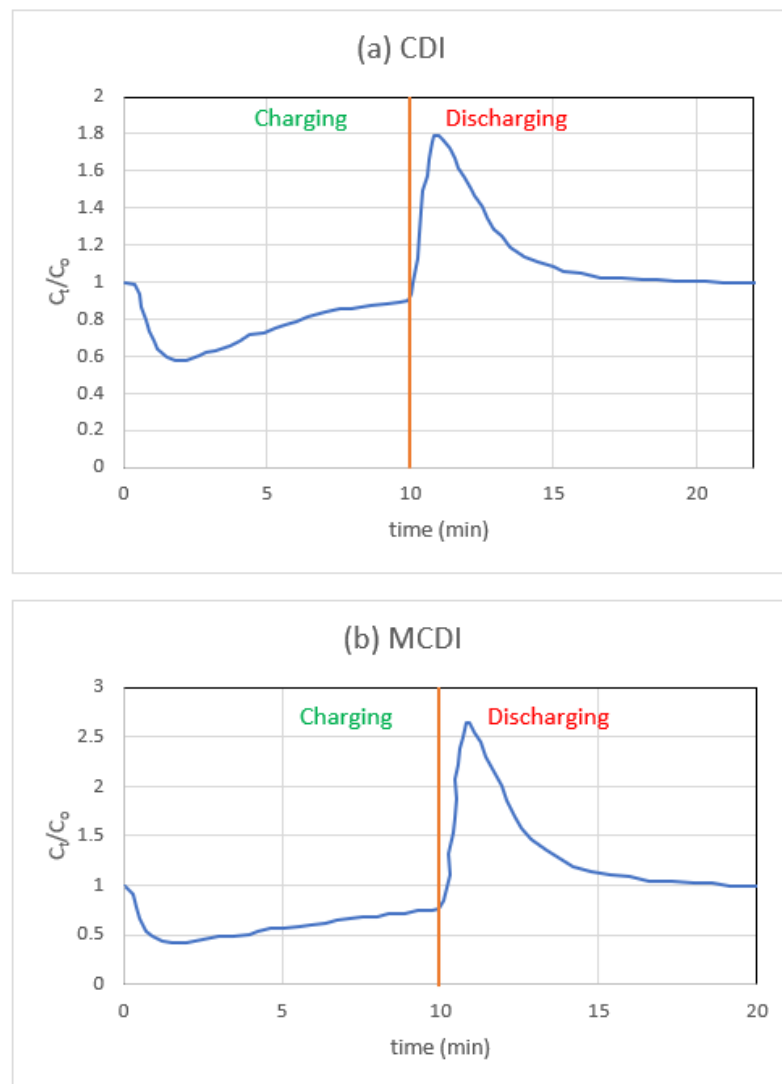 (a) CDI
Charging Discharging
2
1.8
1.6
1.4
1.2
1
0.8
0.6
0.4
0.2
0
Ct/Co
0 5 10 15 20
time (min)
(b) MCDI
Charging Discharging
3
2.5
2
1.5
1
0.5
0
Ct/Co
0 5 10 15 20
time (min)